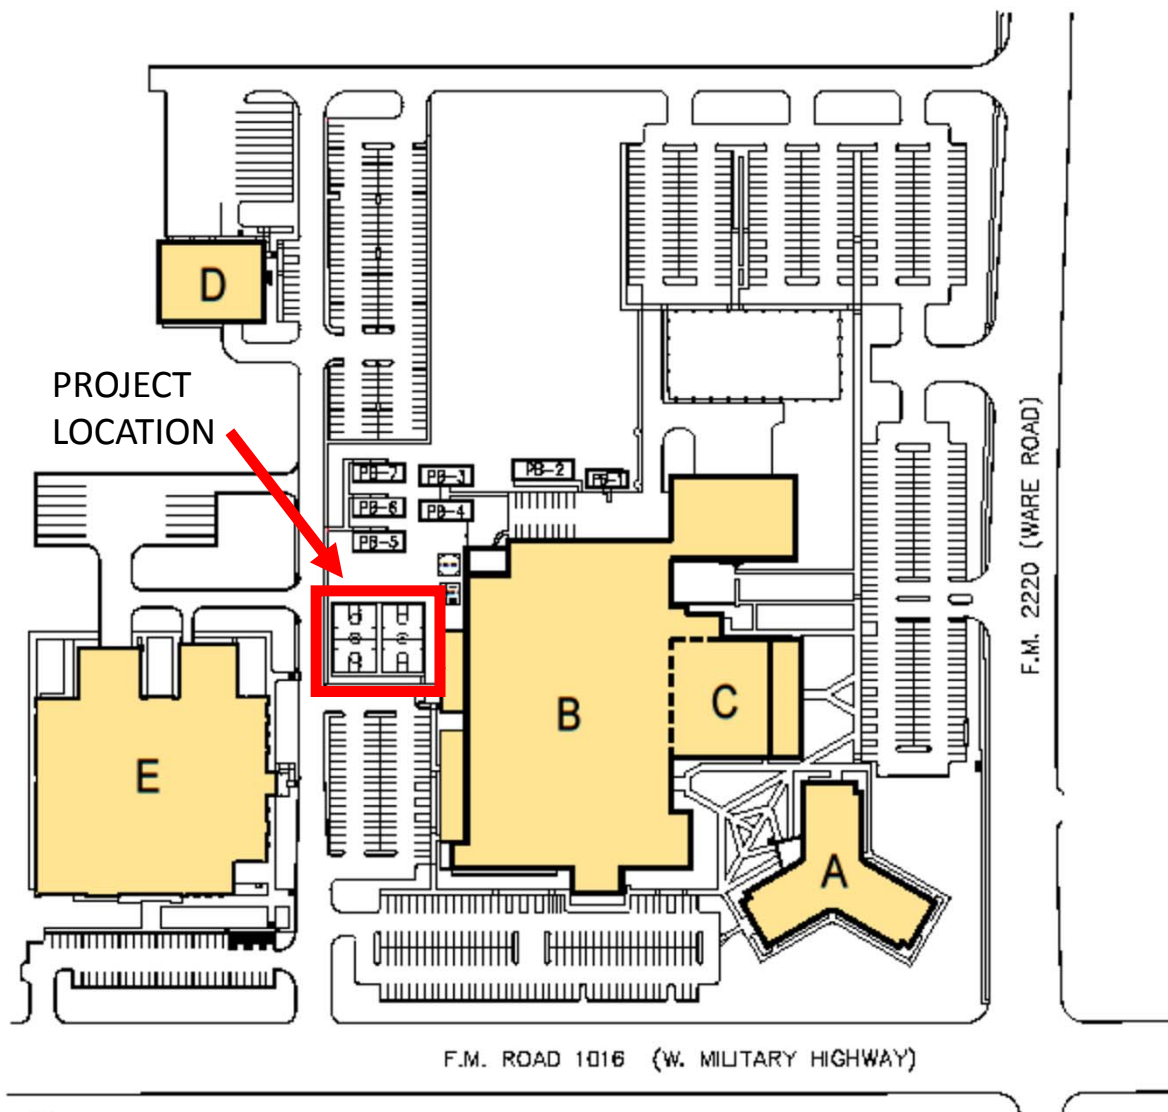 D
PROJECT
LOCATION
PB-7
PB-3
PB-2
PB-1
PB-6
PB-4
PB-5
F.M. 2220 (WARE ROAD)
B
C
E
A
F.M. ROAD 1016 (W. MILITARY HIGHWAY)